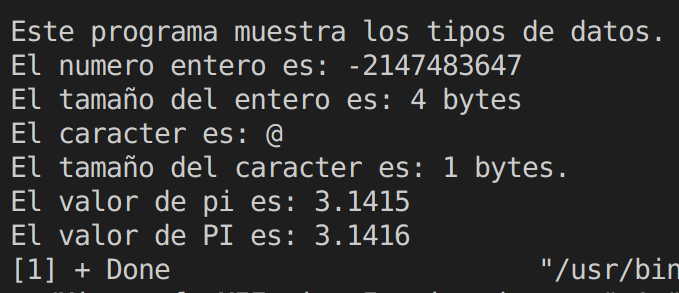 Este programa muestra los tipos de datos.
El numero entero es: -2147483647
El tamaño del entero es: 4 bytes
El caracter es: @
El tamaño del caracter es: 1 bytes.
El valor de pi es: 3.1415
El valor de PI es: 3.1416
[1] + Done "/usr/bin